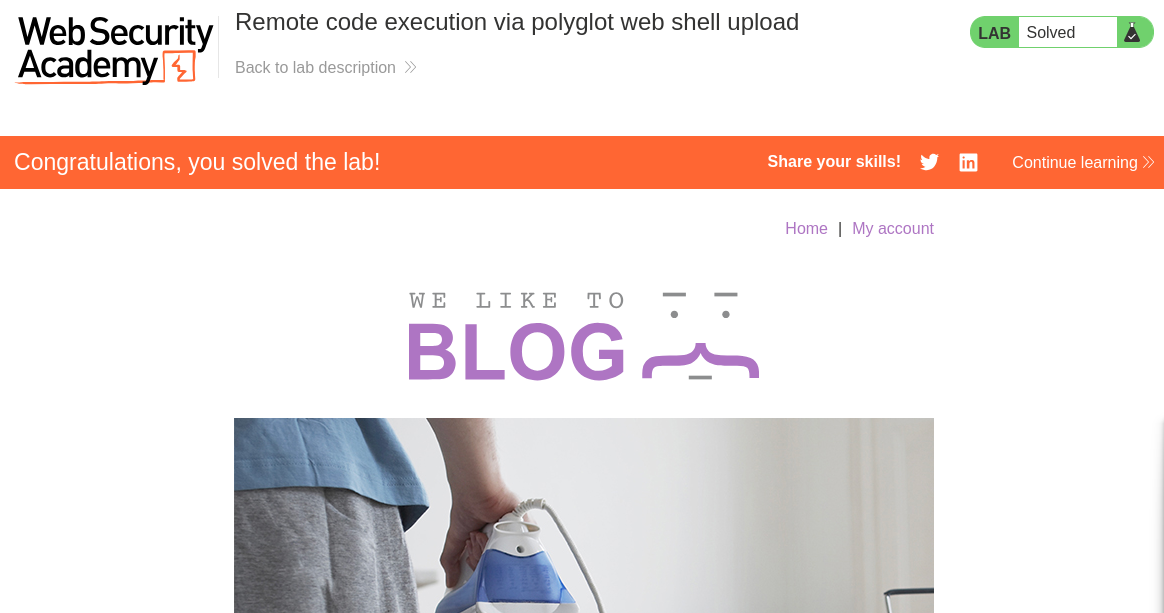 Web Security
Academy
Remote code execution via polyglot web shell upload
Back to lab description
LAB Solved
Congratulations, you solved the lab!
Share your skills!
Continue learning
Home | My account
WE LIKE TO
BLOG